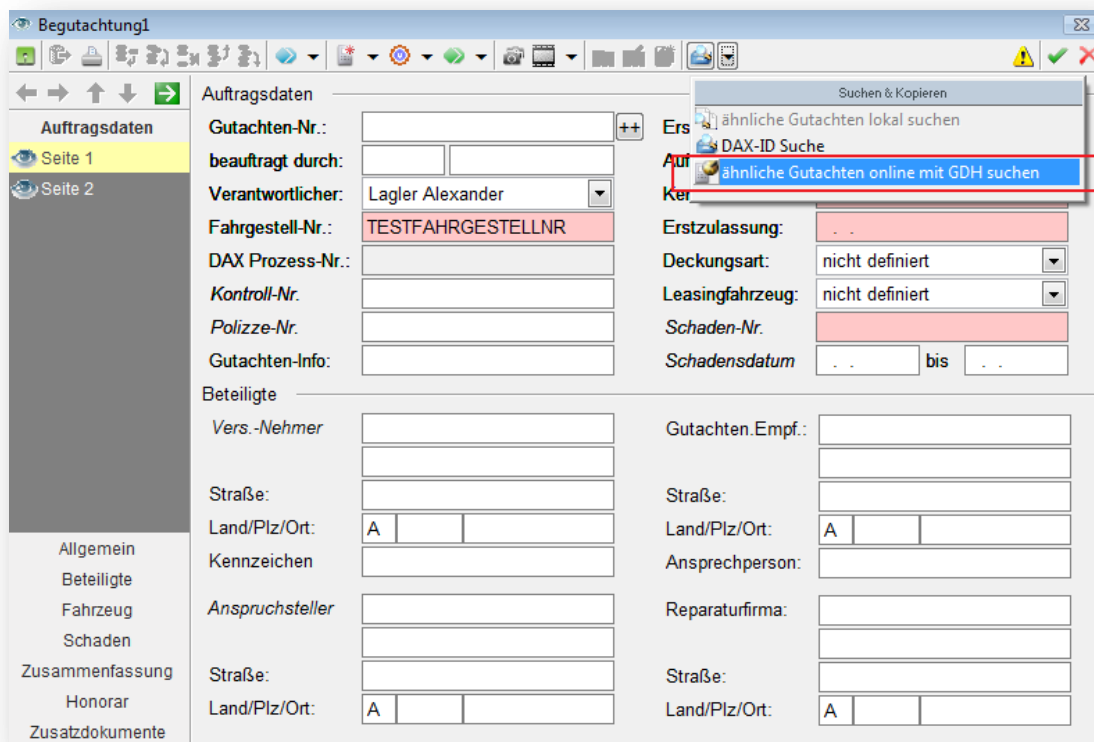 Begutachtung1
Suchen & Kopieren
ähnliche Gutachten lokal suchen
DAX-ID Suche
ähnliche Gutachten online mit GDH suchen
Auftragsdaten
Seite 1
Seite 2
Allgemein
Beteiligte
Fahrzeug
Schaden
Zusammenfassung
Honorar
Zusatzdokumente
Auftragsdaten
Gutachten-Nr.: ++
beauftragt durch:
Verantwortlicher: Lagler Alexander
Fahrgestell-Nr.: TESTFAHRGESTELLNR Erstzulassung: . .
DAX Prozess-Nr.: Deckungsart: nicht definiert
Kontroll-Nr. Leasingfahrzeug: nicht definiert
Polizze-Nr. Schaden-Nr.
Gutachten-Info: Schadensdatum . . bis . .
Beteiligte
Vers.-Nehmer Gutachten.Empf.:
Straße: Straße:
Land/Plz/Ort: A Land/Plz/Ort: A
Kennzeichen Ansprechperson:
Anspruchsteller Reparaturfirma:
Straße: Straße:
Land/Plz/Ort: A Land/Plz/Ort: A